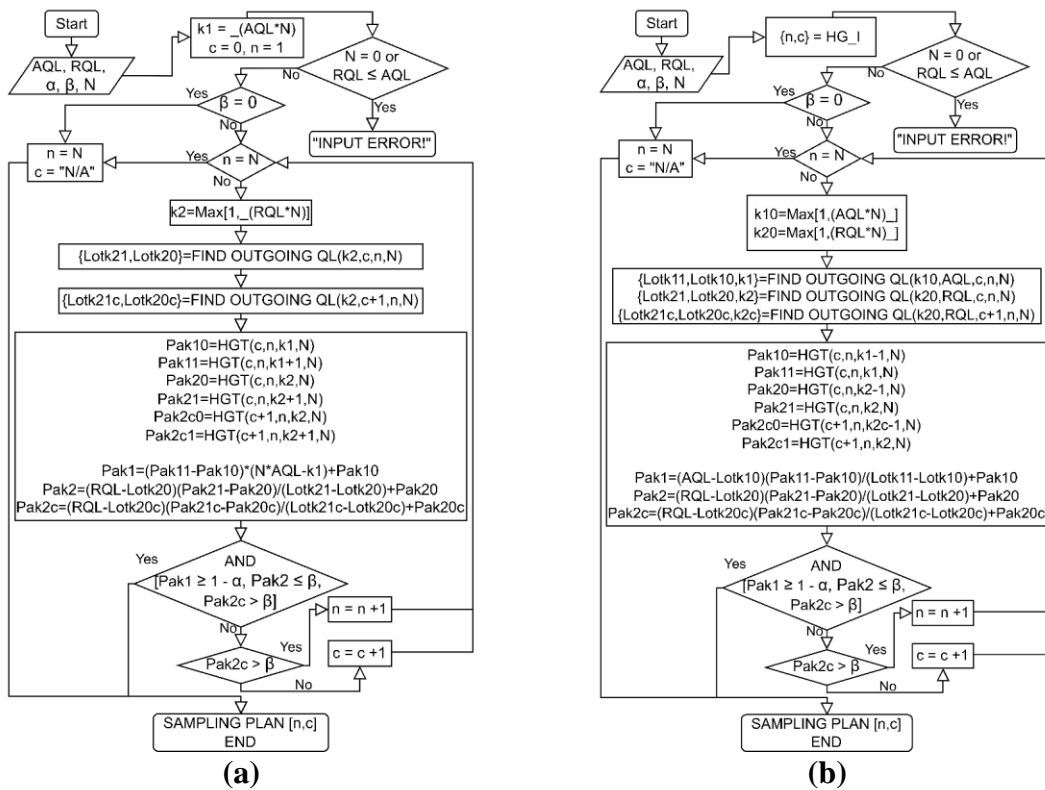 Start
AQL, RQL,
α, β, N
k1 = _(AQL*N)
c = 0, n = 1
N = 0 or
RQL ≤ AQL
No
Yes
"INPUT ERROR!"
β = 0
Yes
No
n = N
c = "N/A"
Yes
n = N
No
k2=Max[1,_(RQL*N)]
{Lotk21,Lotk20}=FIND OUTGOING QL(k2,c,n,N)
{Lotk21c,Lotk20c}=FIND OUTGOING QL(k2,c+1,n,N)
Pak10=HGT(c,n,k1,N)
Pak11=HGT(c,n,k1+1,N)
Pak20=HGT(c,n,k2,N)
Pak21=HGT(c,n,k2+1,N)
Pak2c0=HGT(c+1,n,k2,N)
Pak2c1=HGT(c+1,n,k2+1,N)
Pak1=(Pak11-Pak10)*(N*AQL-k1)+Pak10
Pak2=(RQL-Lotk20)(Pak21-Pak20)/(Lotk21-Lotk20)+Pak20
Pak2c=(RQL-Lotk20c)(Pak21c-Pak20c)/(Lotk21c-Lotk20c)+Pak20c
Yes
AND
[Pak1 ≥ 1 - α, Pak2 ≤ β,
Pak2c > β]
No
Yes
n = n +1
Pak2c > β
c = c +1
No
SAMPLING PLAN [n,c]
END
(a)
Start
AQL, RQL,
α, β, N
{n,c} = HG_I
N = 0 or
RQL ≤ AQL
No
Yes
"INPUT ERROR!"
β = 0
Yes
No
n = N
c = "N/A"
Yes
n = N
No
k10=Max[1,(AQL*N)_]
k20=Max[1,(RQL*N)_]
{Lotk11,Lotk10,k1}=FIND OUTGOING QL(k10,AQL,c,n,N)
{Lotk21,Lotk20,k2}=FIND OUTGOING QL(k20,RQL,c,n,N)
{Lotk21c,Lotk20c,k2c}=FIND OUTGOING QL(k20,RQL,c+1,n,N)
Pak10=HGT(c,n,k1-1,N)
Pak11=HGT(c,n,k1,N)
Pak20=HGT(c,n,k2-1,N)
Pak21=HGT(c,n,k2,N)
Pak2c0=HGT(c+1,n,k2c-1,N)
Pak2c1=HGT(c+1,n,k2,N)
Pak1=(AQL-Lotk10)(Pak11-Pak10)/(Lotk11-Lotk10)+Pak10
Pak2=(RQL-Lotk20)(Pak21-Pak20)/(Lotk21-Lotk20)+Pak20
Pak2c=(RQL-Lotk20c)(Pak21c-Pak20c)/(Lotk21c-Lotk20c)+Pak20c
Yes
AND
[Pak1 ≥ 1 - α, Pak2 ≤ β,
Pak2c > β]
No
Yes
n = n +1
Pak2c > β
c = c +1
No
SAMPLING PLAN [n,c]
END
(b)